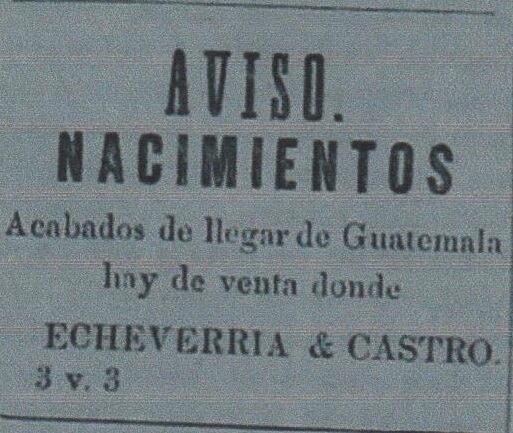 AVISO.
NACIMIENTOS
Acabados de llegar de Guatemala
hay de venta donde
ECHEVERRIA & CASTRO.
3 v. 3